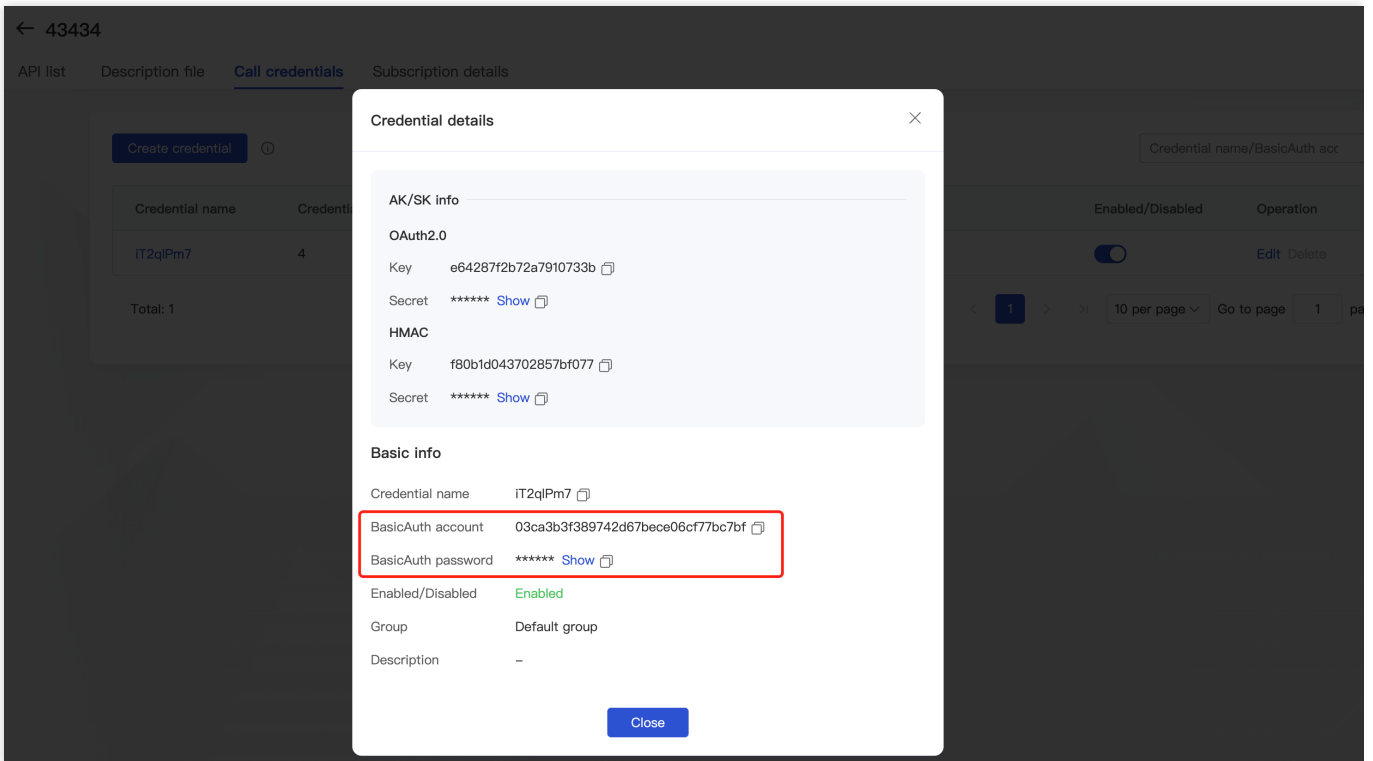 ← 43434
API list Description file Call credentials Subscription details
Credential details
Create credential
Credential name/BasicAuth acc
AK/SK info
Credential name Enabled/Disabled Operation
OAuth2.0
iT2qlPm7 4 Edit Delete
Key e64287f2b72a7910733b
Secret ****** Show
Total: 1 1 10 per page Go to page 1
HMAC
Key f80b1d043702857bf077
Secret ****** Show
Basic info
Credential name iT2qlPm7
BasicAuth account 03ca3b3f389742d67bece06cf77bc7bf
BasicAuth password ****** Show
Enabled/Disabled Enabled
Group Default group
Description –
Close